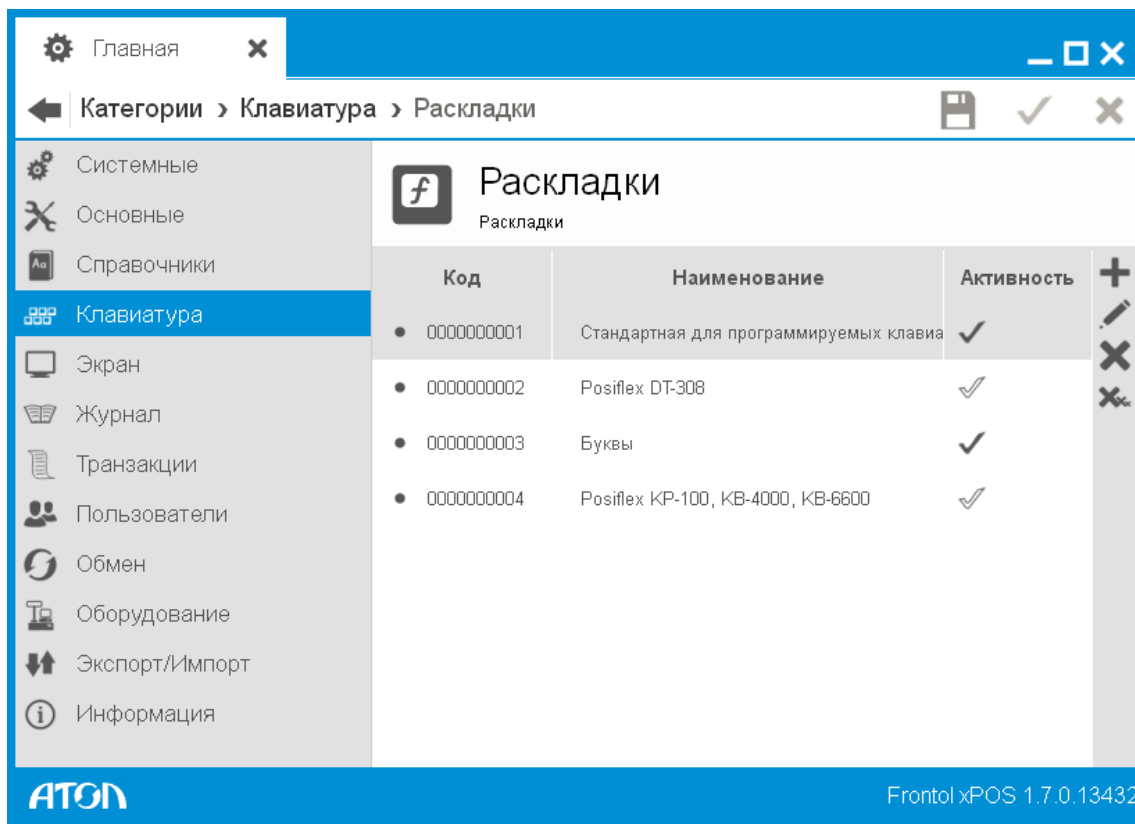 Главная
Категории › Клавиатура › Раскладки
Системные
Основные
Справочники
Клавиатура
Экран
Журнал
Транзакции
Пользователи
Обмен
Оборудование
Экспорт/Импорт
Информация
Раскладки
Раскладки
Код Наименование Активность
0000000001 Стандартная для программируемых клавиа
0000000002 Posiflex DT-308
0000000003 Буквы
0000000004 Posiflex KP-100, KB-4000, KB-6600
АТОЛ Frontol xPOS 1.7.0.13432